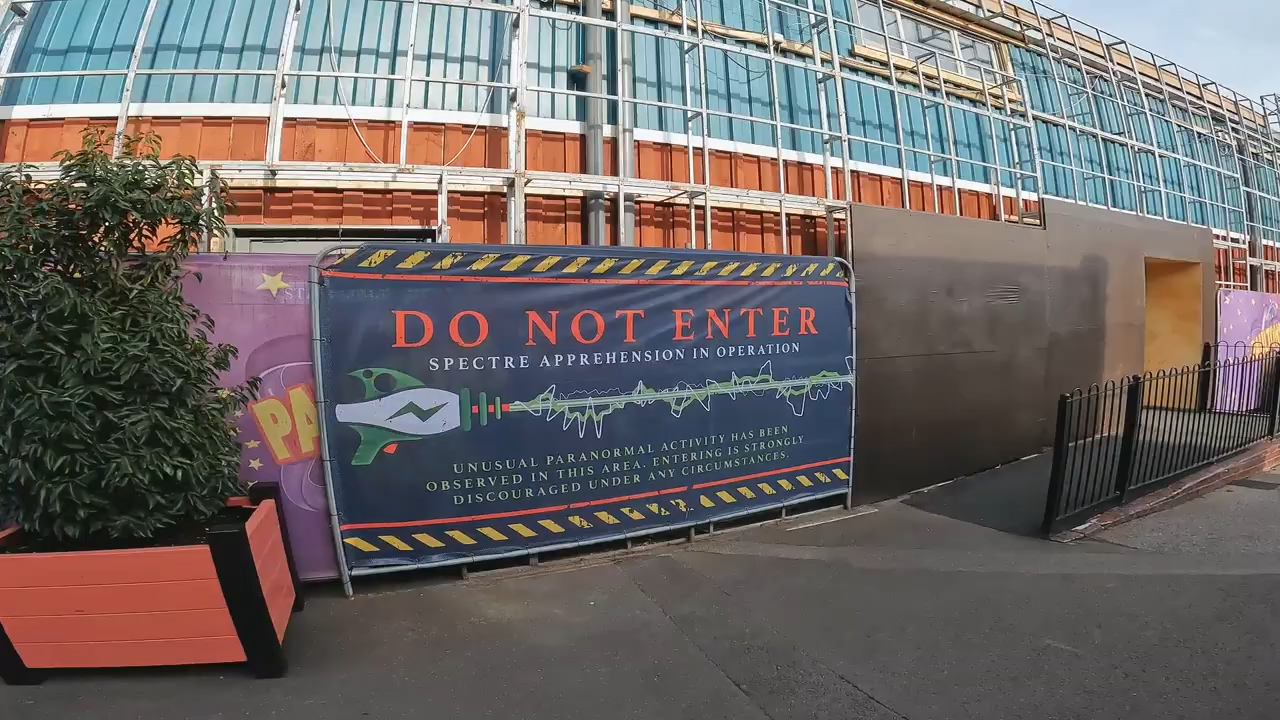 DO NOT ENTER
SPECTRE APPREHENSION IN OPERATION
UNUSUAL PARANORMAL ACTIVITY HAS BEEN
OBSERVED IN THIS AREA. ENTERING IS STRONGLY
DISCOURAGED UNDER ANY CIRCUMSTANCES.
PA